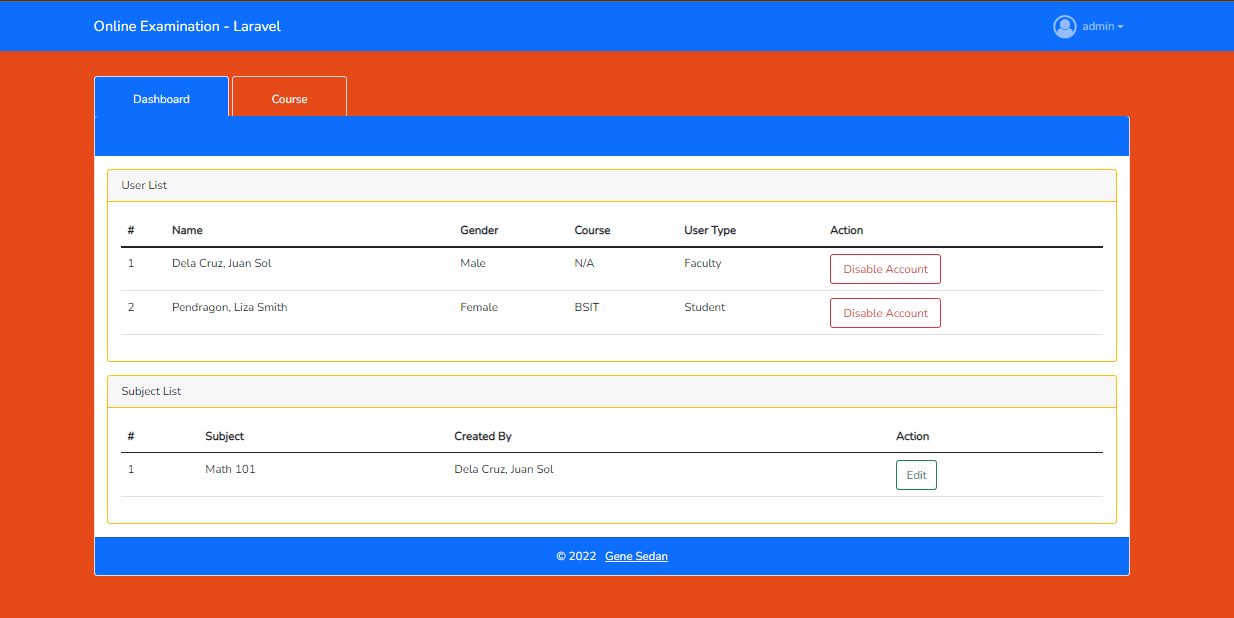 Online Examination - Laravel admin
Dashboard Course
User List
# Name Gender Course User Type Action
1 Dela Cruz, Juan Sol Male N/A Faculty Disable Account
2 Pendragon, Liza Smith Female BSIT Student Disable Account
Subject List
# Subject Created By Action
1 Math 101 Dela Cruz, Juan Sol Edit
© 2022 Gene Sedan